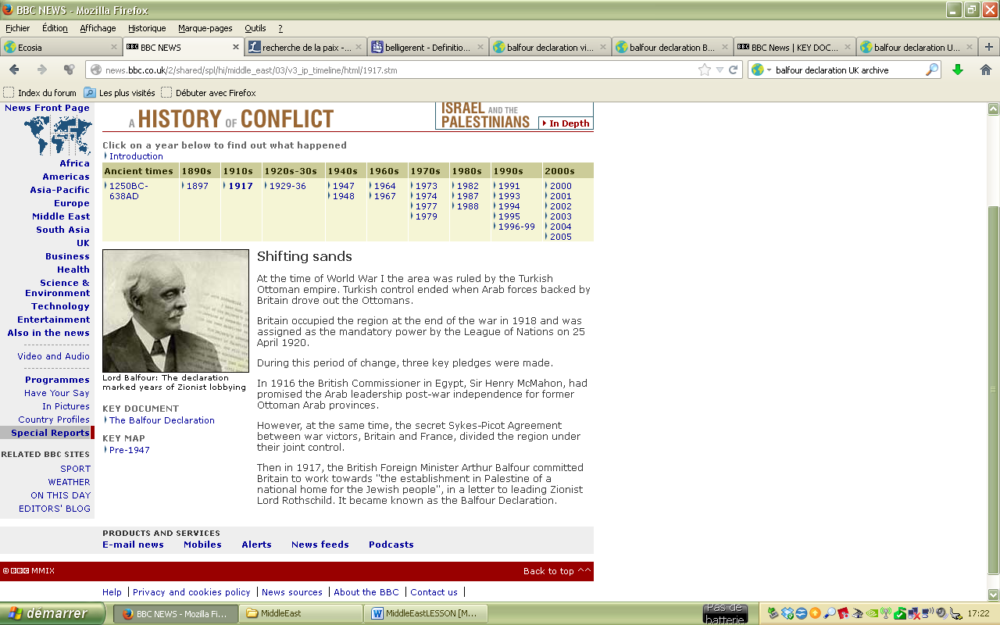 BBC NEWS - Mozilla Firefox
Fichier Édition Affichage Historique Marque-pages Outils ?
Ecosia
BBC BBC NEWS
recherche de la paix -...
belligerent - Definitio...
balfour declaration vi...
balfour declaration B...
BBC BBC News | KEY DOC...
balfour declaration U...
news.bbc.co.uk/2/shared/spl/hi/middle_east/03/v3_ip_timeline/html/1917.stm
balfour declaration UK archive
Index du forum Les plus visités Débuter avec Firefox
News Front Page
Africa
Americas
Asia-Pacific
Europe
Middle East
South Asia
UK
Business
Health
Science &
Environment
Technology
Entertainment
Also in the news
Video and Audio
Programmes
Have Your Say
In Pictures
Country Profiles
Special Reports
RELATED BBC SITES
SPORT
WEATHER
ON THIS DAY
EDITORS' BLOG
A HISTORY OF CONFLICT
ISRAEL AND THE
PALESTINIANS
In Depth
Click on a year below to find out what happened
Introduction
Ancient times 1890s 1910s 1920s-30s 1940s 1960s 1970s 1980s 1990s 2000s
1250BC- 1897 1917 1929-36 1947 1964 1973 1982 1991 2000
638AD 1948 1967 1974 1987 1993 2001
1977 1988 1994 2002
1979 1995 2003
1996-99 2004
2005
Lord Balfour: The declaration
marked years of Zionist lobbying
KEY DOCUMENT
The Balfour Declaration
KEY MAP
Pre-1947
Shifting sands
At the time of World War I the area was ruled by the Turkish
Ottoman empire. Turkish control ended when Arab forces backed by
Britain drove out the Ottomans.
Britain occupied the region at the end of the war in 1918 and was
assigned as the mandatory power by the League of Nations on 25
April 1920.
During this period of change, three key pledges were made.
In 1916 the British Commissioner in Egypt, Sir Henry McMahon, had
promised the Arab leadership post-war independence for former
Ottoman Arab provinces.
However, at the same time, the secret Sykes-Picot Agreement
between war victors, Britain and France, divided the region under
their joint control.
Then in 1917, the British Foreign Minister Arthur Balfour committed
Britain to work towards "the establishment in Palestine of a
national home for the Jewish people", in a letter to leading Zionist
Lord Rothschild. It became known as the Balfour Declaration.
PRODUCTS AND SERVICES
E-mail news Mobiles Alerts News feeds Podcasts
© BBC MMIX
Back to top ^^
Help | Privacy and cookies policy | News sources | About the BBC | Contact us |
démarrer
BBC NEWS - Mozilla Fi...
MiddleEast
MiddleEastLESSON [M...
Pas de
batterie
17:22